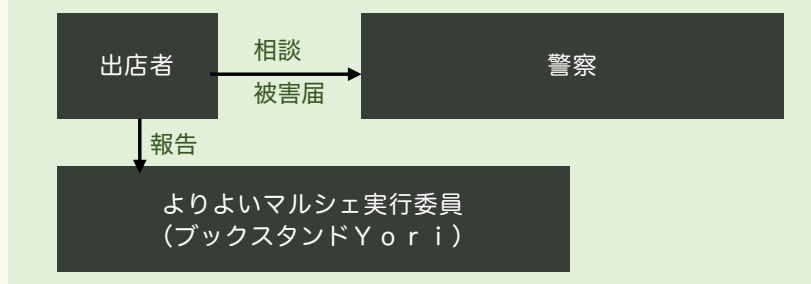 出店者
相談
被害届
警察
報告
よりよいマルシェ実行委員
(ブックスタンドＹｏｒｉ)